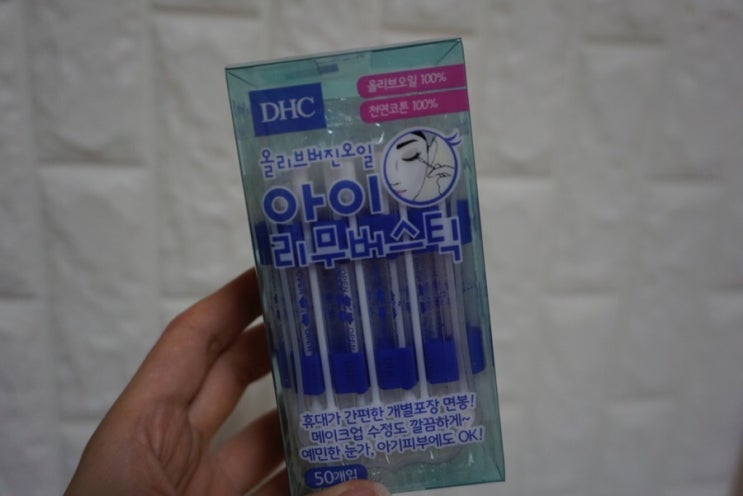 올리브오일 100%
DHC
천연코튼 100%
올리브버진오일
아이
리무버스틱
휴대가 간편한 개별포장 면봉!
메이크업 수정도 깔끔하게~
예민한 눈가, 아기피부에도 OK!
50개입